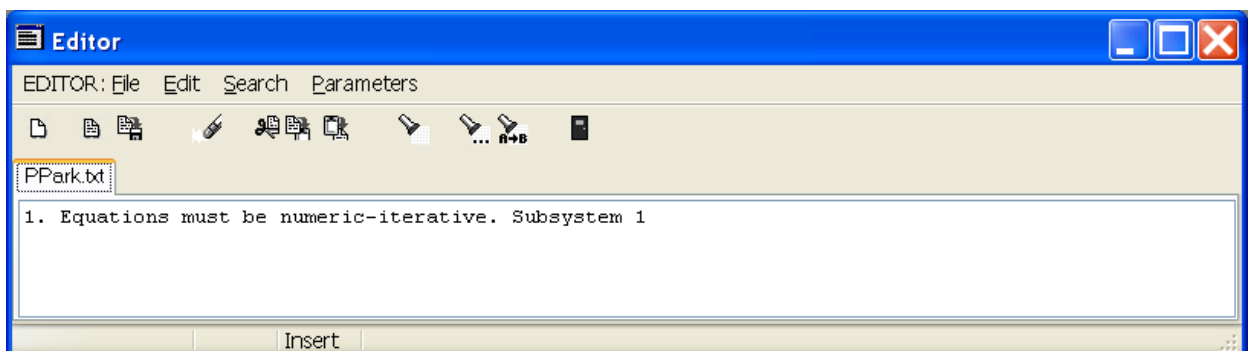 Editor
EDITOR: File Edit Search Parameters
... A→B
PPark.txt
1. Equations must be numeric-iterative. Subsystem 1
Insert